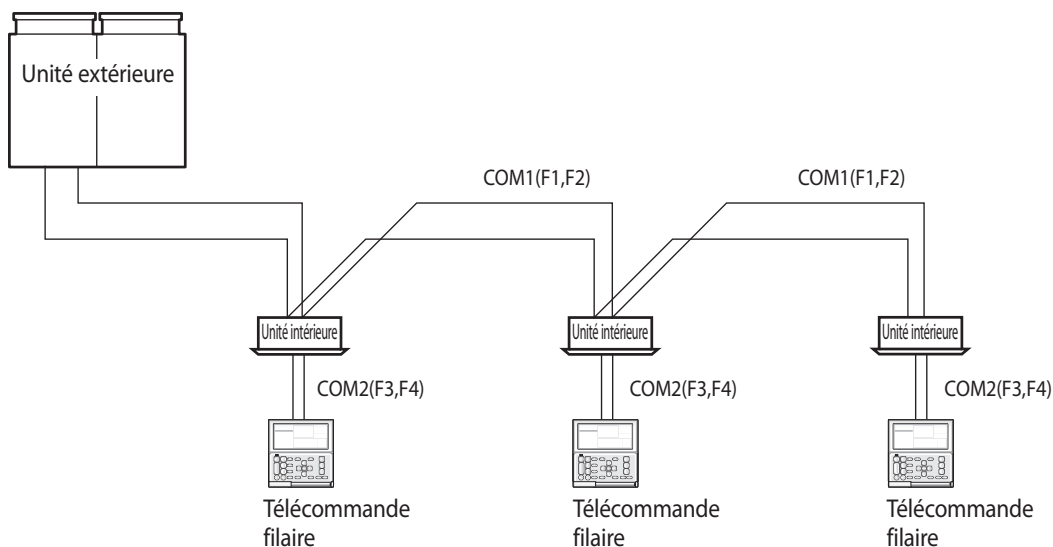 Unité extérieure
COM1(F1,F2)
COM1(F1,F2)
Unité intérieure
Unité intérieure
Unité intérieure
COM2(F3,F4)
COM2(F3,F4)
COM2(F3,F4)
Télécommande
filaire
Télécommande
filaire
Télécommande
filaire